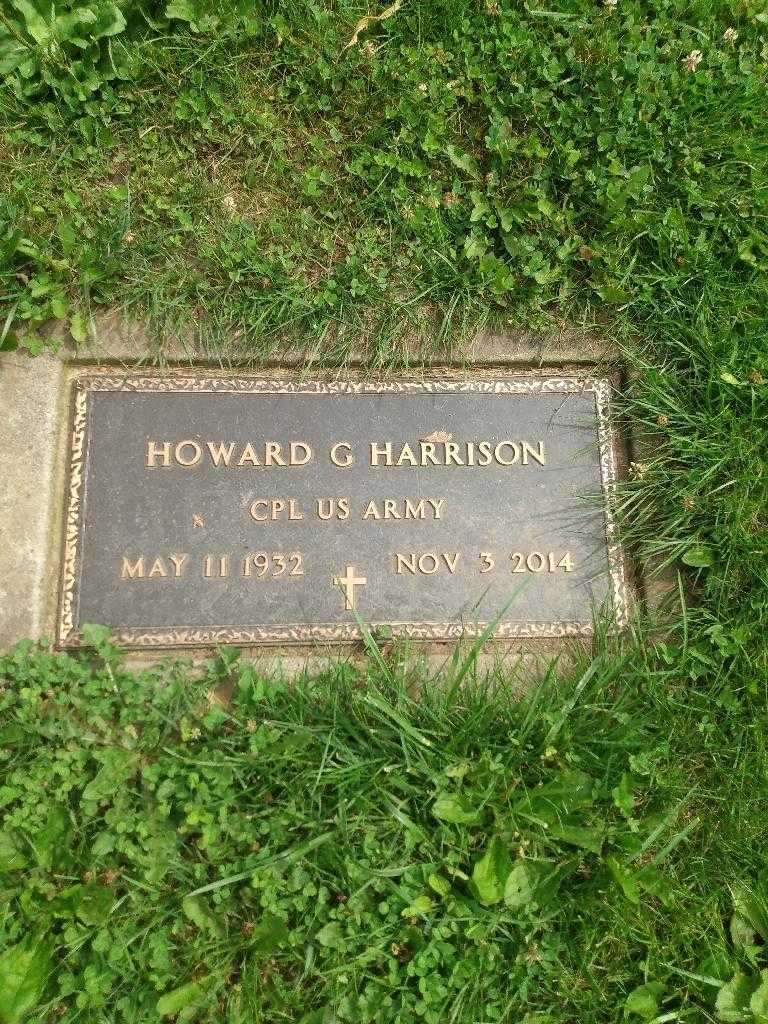 HOWARD G HARRISON
CPL US ARMY
MAY 11 1932 NOV 3 2014